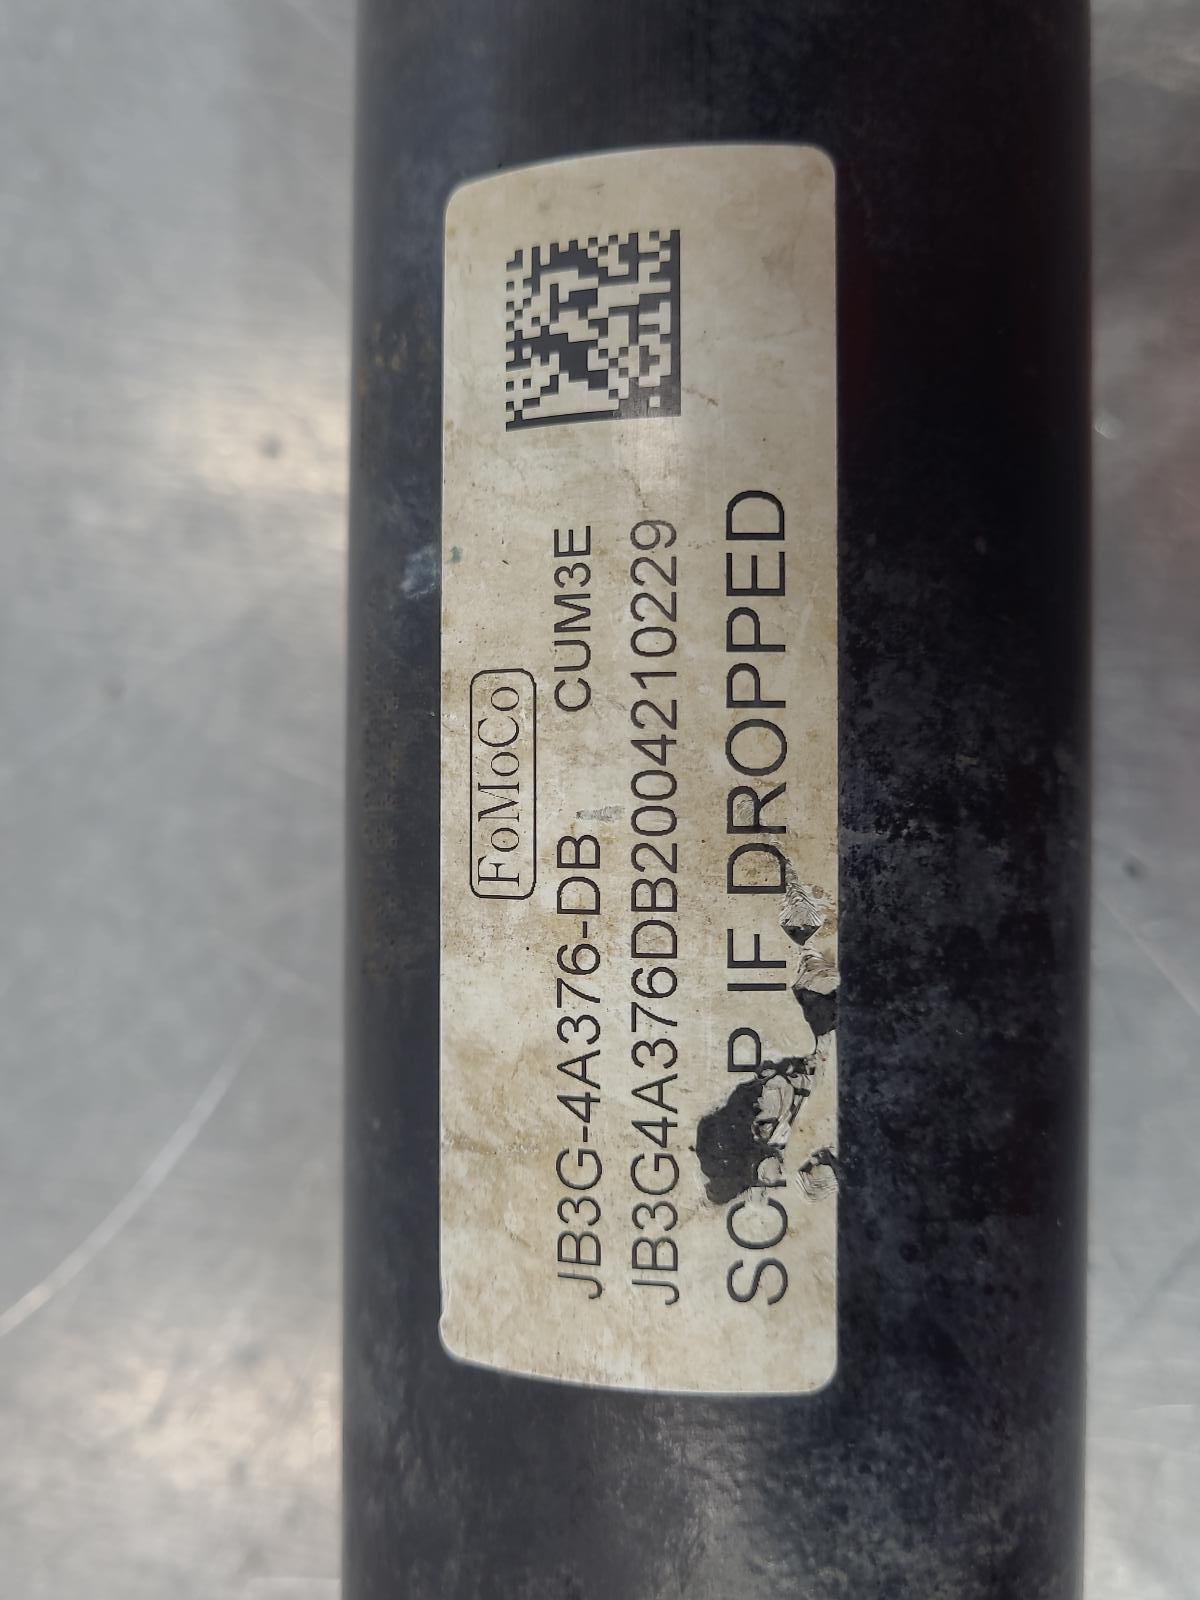 FoMoCo
JB3G-4A376-DB CUM3E
JB3G4A376DB2004210229
IF DROPPED